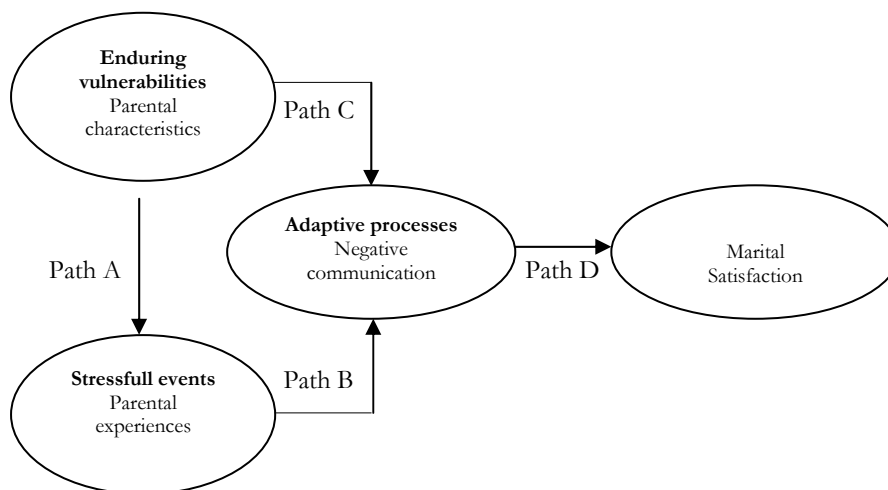 Enduring
vulnerabilities
Parental
characteristics
Path C
Adaptive processes
Negative
communication
Path D
Marital
Satisfaction
Path A
Stressfull events
Parental
experiences
Path B